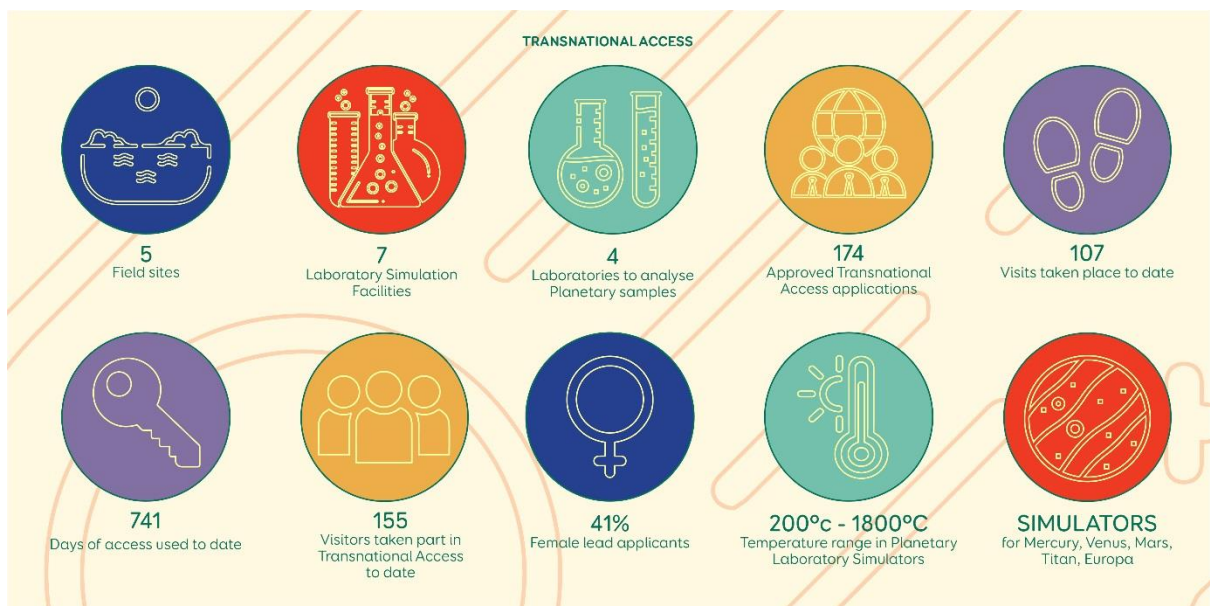 TRANSNATIONAL ACCESS
5
Field sites
7
Laboratory Simulation
Facilities
4
Laboratories to analyse
Planetary samples
174
Approved Transnational
Access applications
107
Visits taken place to date
741
Days of access used to date
155
Visitors taken part in
Transnational Access
to date
41%
Female lead applicants
200ºc - 1800ºC
Temperature range in Planetary
Laboratory Simulators
SIMULATORS
for Mercury, Venus, Mars,
Titan, Europa